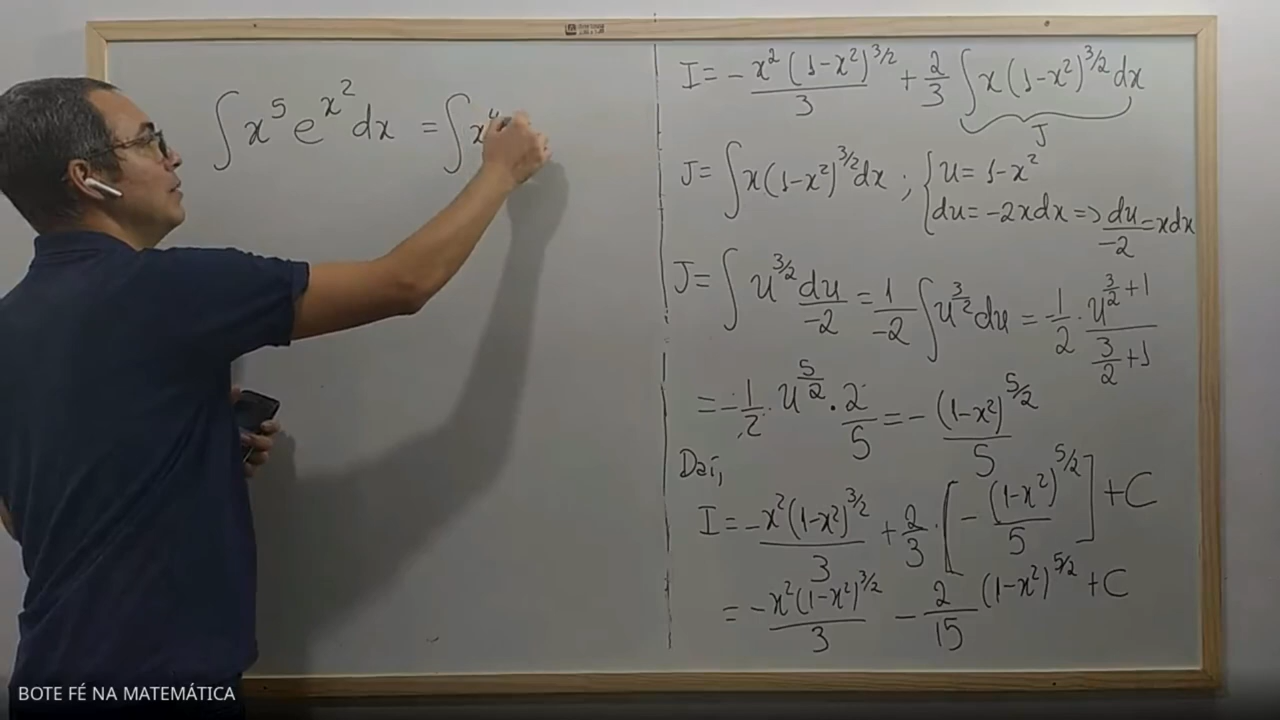 ∫ x⁵ e^{x²} dx = ∫ x⁴
I = - x² (1-x²)^{3/2} / 3 + 2/3 ∫ x (1-x²)^{3/2} dx
J
J = ∫ x (1-x²)^{3/2} dx ; { u = 1-x²
du = -2x dx => du/-2 = x dx
J = ∫ u^{3/2} du/-2 = 1/-2 ∫ u^{3/2} du = -1/2 · u^{3/2 + 1} / (3/2 + 1)
= -1/2 · u^{5/2} · 2/5 = - (1-x²)^{5/2} / 5
Daí,
I = - x² (1-x²)^{3/2} / 3 + 2/3 · [ - (1-x²)^{5/2} / 5 ] + C
= - x² (1-x²)^{3/2} / 3 - 2/15 (1-x²)^{5/2} + C
BOTE FÉ NA MATEMÁTICA